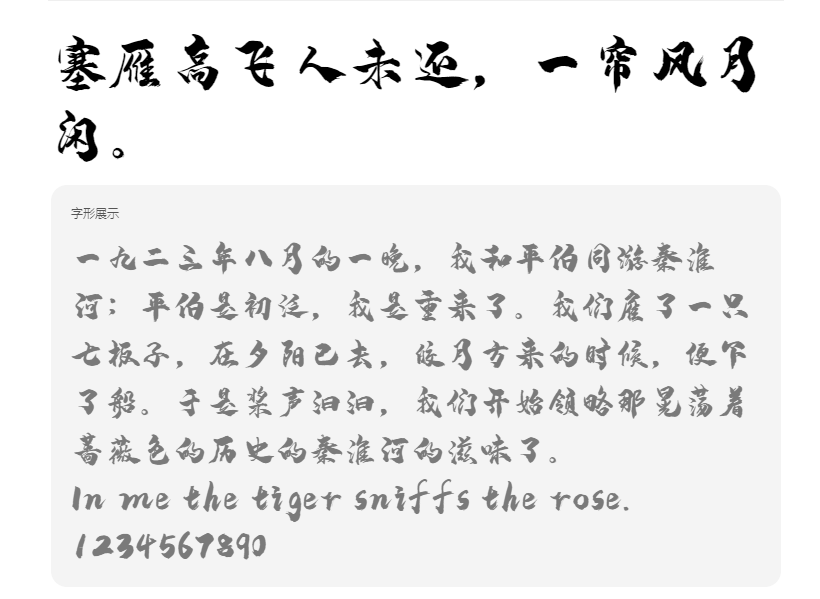 塞雁高飞人未还，一帘风月
闲。
字形展示
一九二三年八月的一晚，我和平伯同游秦淮
河；平伯是初泛，我是重来了。我们雇了一只
七板子，在夕阳已去，皎月方来的时候，便下
了船。于是桨声汩汩，我们开始领略那晃荡着
蔷薇色的历史的秦淮河的滋味了。
In me the tiger sniffs the rose.
1234567890